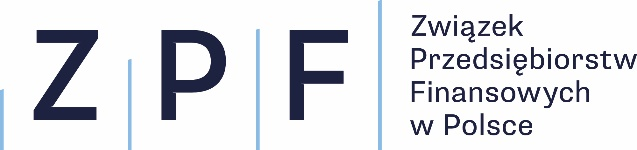 ZPF
Związek
Przedsiębiorstw
Finansowych
w Polsce